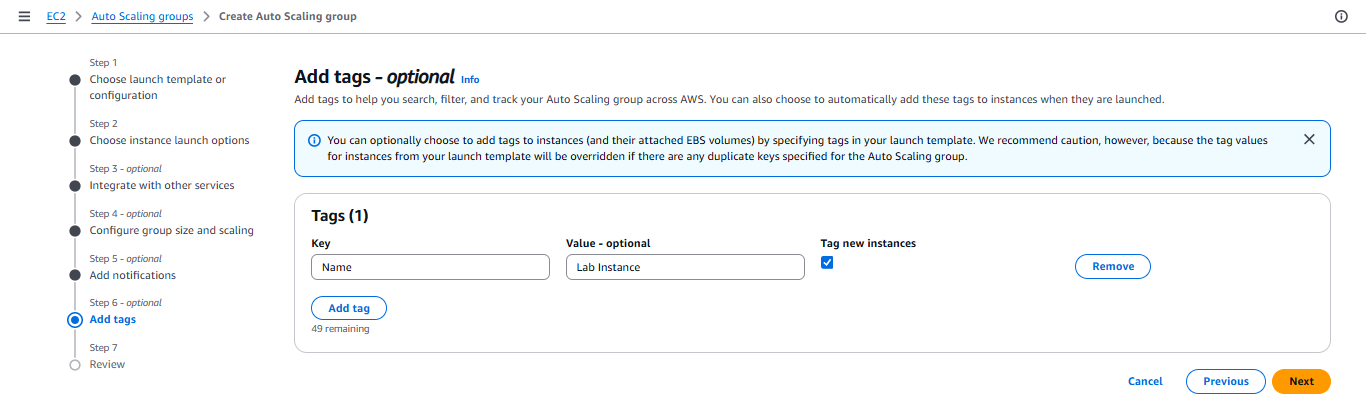 EC2 > Auto Scaling groups > Create Auto Scaling group
Step 1
Choose launch template or
configuration
Step 2
Choose instance launch options
Step 3 - optional
Integrate with other services
Step 4 - optional
Configure group size and scaling
Step 5 - optional
Add notifications
Step 6 - optional
Add tags
Step 7
Review
Add tags - optional Info
Add tags to help you search, filter, and track your Auto Scaling group across AWS. You can also choose to automatically add these tags to instances when they are launched.
You can optionally choose to add tags to instances (and their attached EBS volumes) by specifying tags in your launch template. We recommend caution, however, because the tag values
for instances from your launch template will be overridden if there are any duplicate keys specified for the Auto Scaling group.
Tags (1)
Key Value - optional Tag new instances
Name Lab Instance Remove
Add tag
49 remaining
Cancel Previous Next